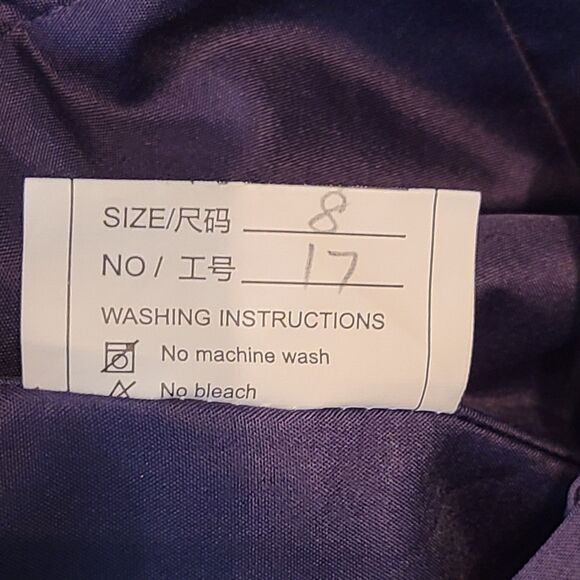 SIZE/尺码 8
NO / 工号 17
WASHING INSTRUCTIONS
No machine wash
No bleach